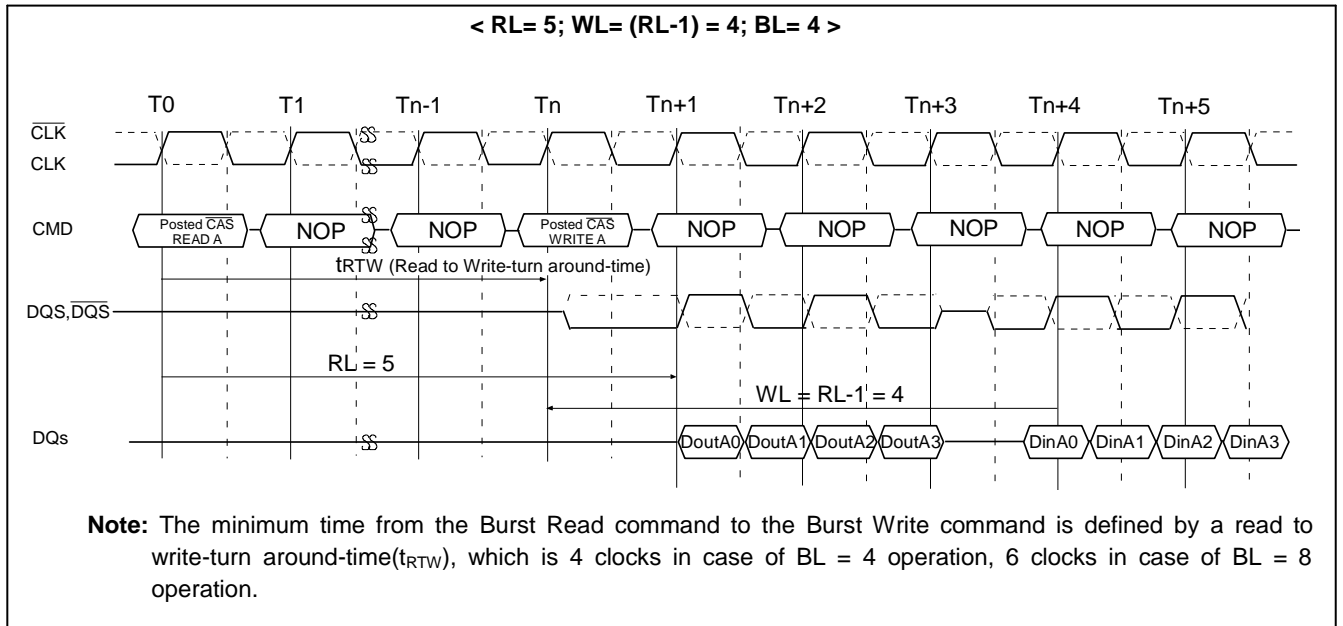 < RL= 5; WL= (RL-1) = 4; BL= 4 >
T0 T1 Tn-1 Tn Tn+1 Tn+2 Tn+3 Tn+4 Tn+5
CLK
CLK
CMD
Posted CAS
READ A
NOP
NOP
Posted CAS
WRITE A
NOP
NOP
NOP
NOP
NOP
tRTW (Read to Write-turn around-time)
DQS,DQS
RL = 5
WL = RL-1 = 4
DQs
DoutA0 DoutA1 DoutA2 DoutA3 DinA0 DinA1 DinA2 DinA3
Note: The minimum time from the Burst Read command to the Burst Write command is defined by a read to
write-turn around-time(tRTW), which is 4 clocks in case of BL = 4 operation, 6 clocks in case of BL = 8
operation.